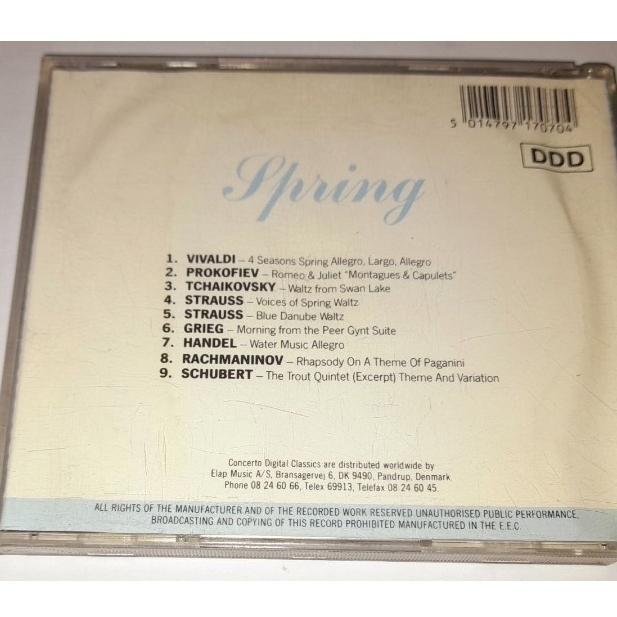 5 014797 170704
DDD
Spring
1. VIVALDI – 4 Seasons Spring Allegro, Largo, Allegro
2. PROKOFIEV – Romeo & Juliet "Montagues & Capulets"
3. TCHAIKOVSKY – Waltz from Swan Lake
4. STRAUSS – Voices of Spring Waltz
5. STRAUSS – Blue Danube Waltz
6. GRIEG – Morning from the Peer Gynt Suite
7. HANDEL – Water Music Allegro
8. RACHMANINOV – Rhapsody On A Theme Of Paganini
9. SCHUBERT – The Trout Quintet (Excerpt) Theme And Variation
Concerto Digital Classics are distributed worldwide by
Elap Music A/S, Bransagervej 6, DK 9490, Pandrup, Denmark
Phone 08 24 60 66, Telex 69913, Telefax 08 24 60 45.
ALL RIGHTS OF THE MANUFACTURER AND OF THE RECORDED WORK RESERVED UNAUTHORISED PUBLIC PERFORMANCE,
BROADCASTING AND COPYING OF THIS RECORD PROHIBITED MANUFACTURED IN THE E.E.C.